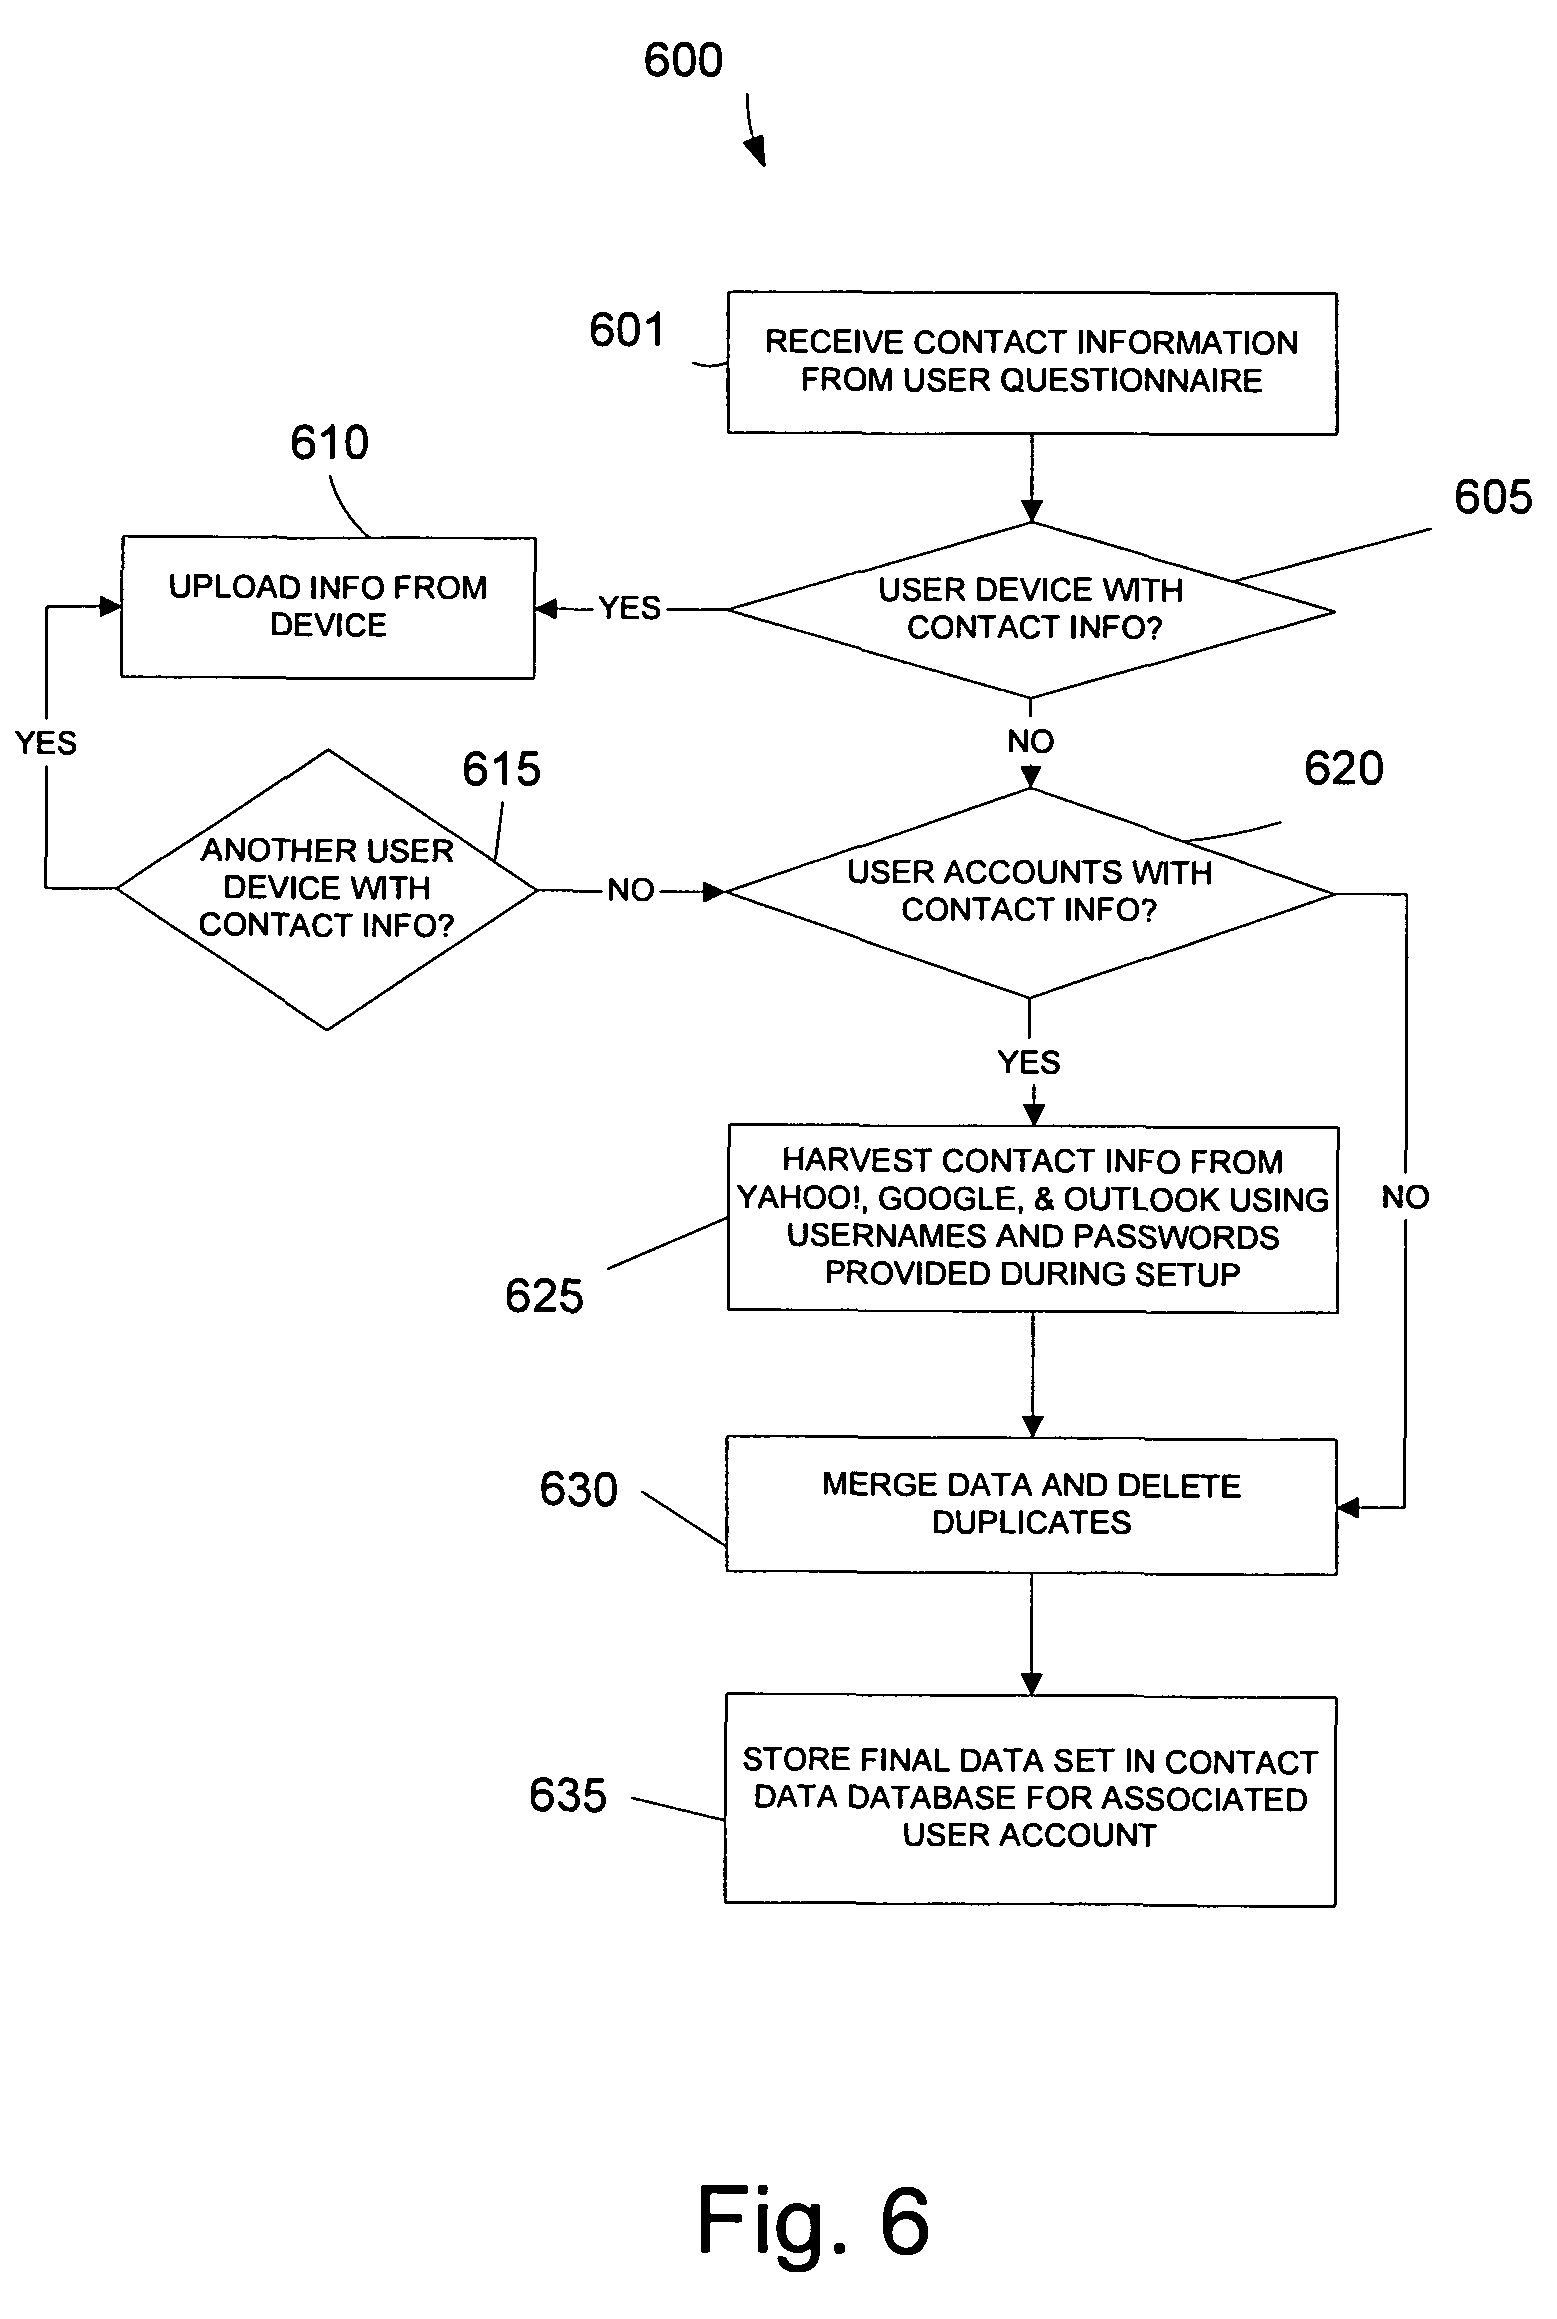 600
601
RECEIVE CONTACT INFORMATION
FROM USER QUESTIONNAIRE
610
605
UPLOAD INFO FROM
DEVICE
YES
USER DEVICE WITH
CONTACT INFO?
YES
NO
615
620
ANOTHER USER
DEVICE WITH
CONTACT INFO?
NO
USER ACCOUNTS WITH
CONTACT INFO?
YES
HARVEST CONTACT INFO FROM
YAHOO!, GOOGLE, & OUTLOOK USING
USERNAMES AND PASSWORDS
PROVIDED DURING SETUP
NO
625
630
MERGE DATA AND DELETE
DUPLICATES
635
STORE FINAL DATA SET IN CONTACT
DATA DATABASE FOR ASSOCIATED
USER ACCOUNT
Fig. 6